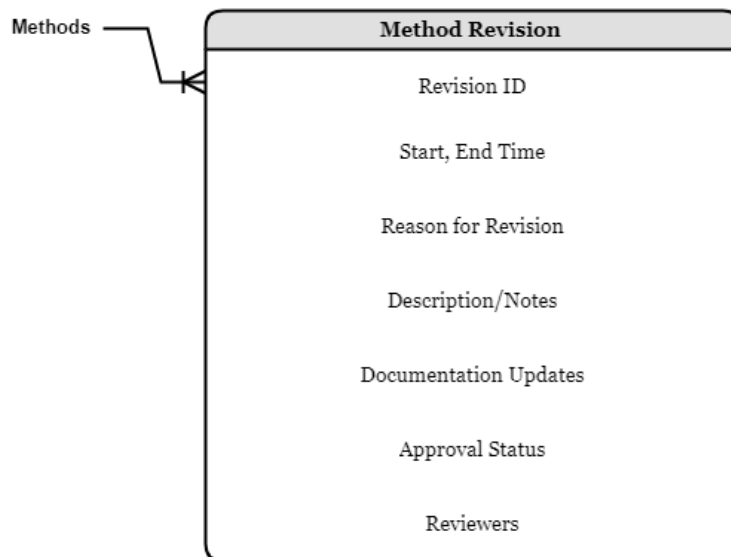 Methods
Method Revision
Revision ID
Start, End Time
Reason for Revision
Description/Notes
Documentation Updates
Approval Status
Reviewers